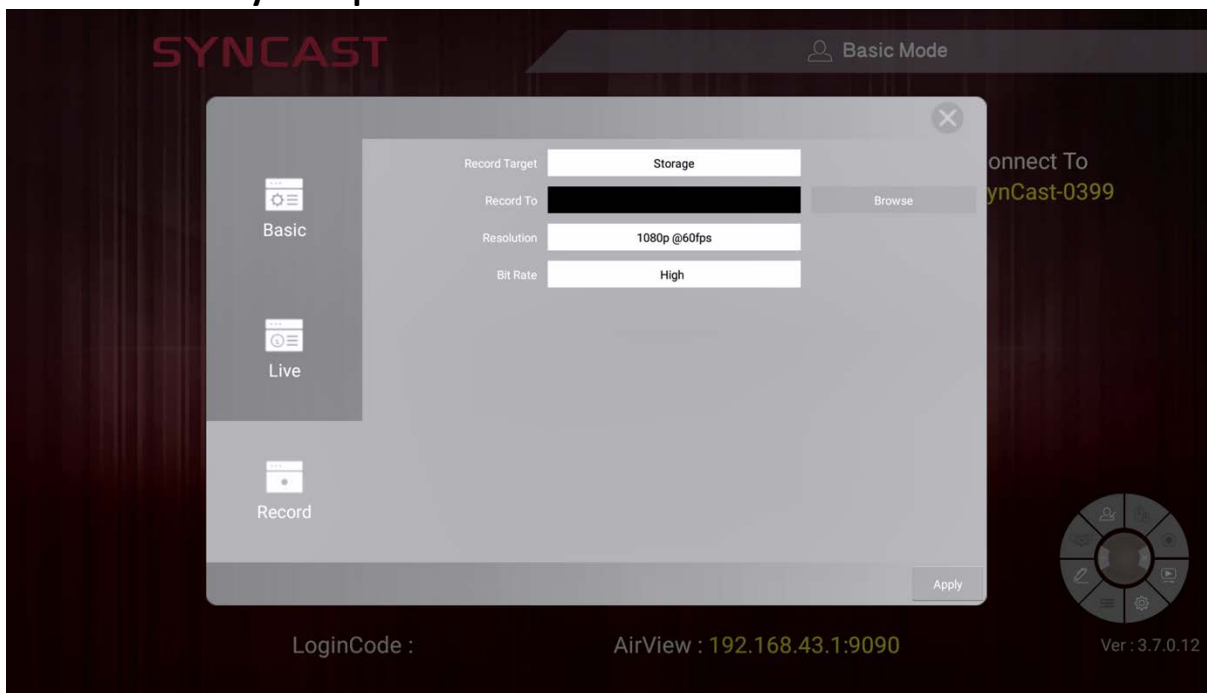 SYNCAST
Basic Mode
Record Target
Storage
onnect To
Record To
Browse
ynCast-0399
Basic
Resolution
1080p @60fps
Bit Rate
High
Live
Record
Apply
LoginCode :
AirView : 192.168.43.1:9090
Ver : 3.7.0.12